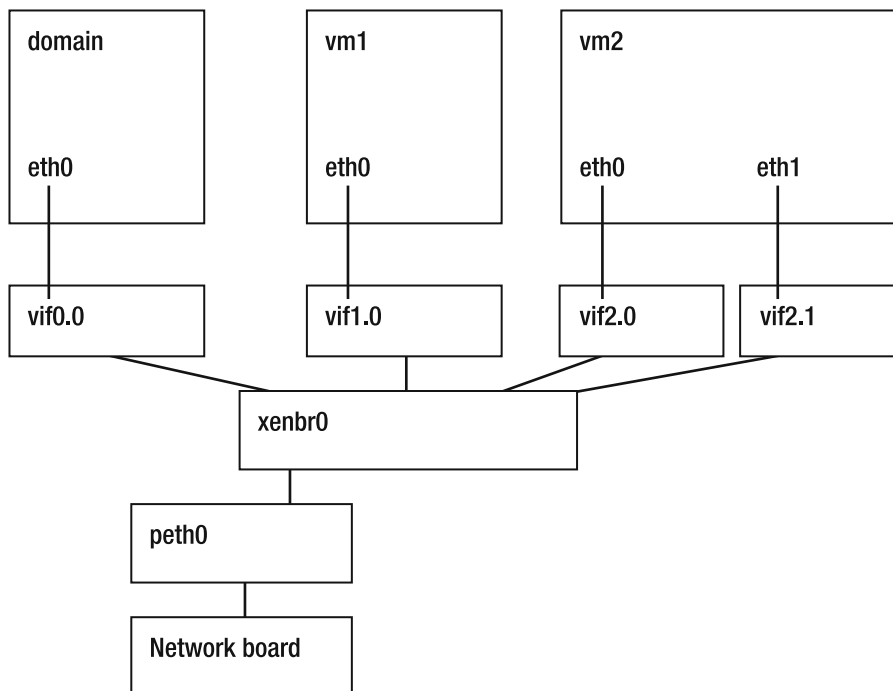 domain
vm1
vm2
eth0
eth0
eth0
eth1
vif0.0
vif1.0
vif2.0
vif2.1
xenbr0
peth0
Network board